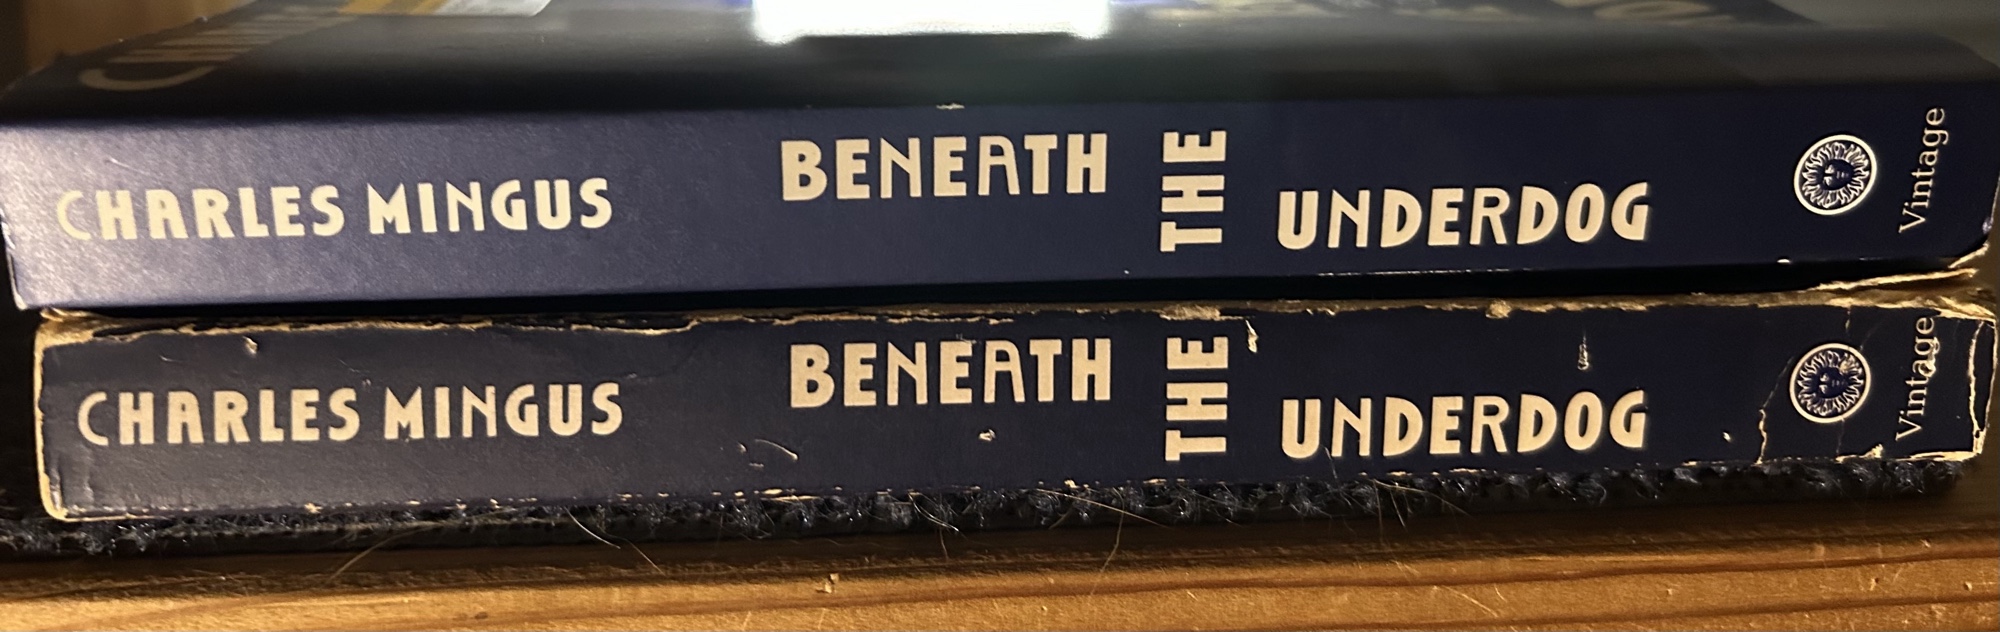 CHARLES MINGUS BENEATH THE UNDERDOG Vintage
CHARLES MINGUS BENEATH THE UNDERDOG Vintage